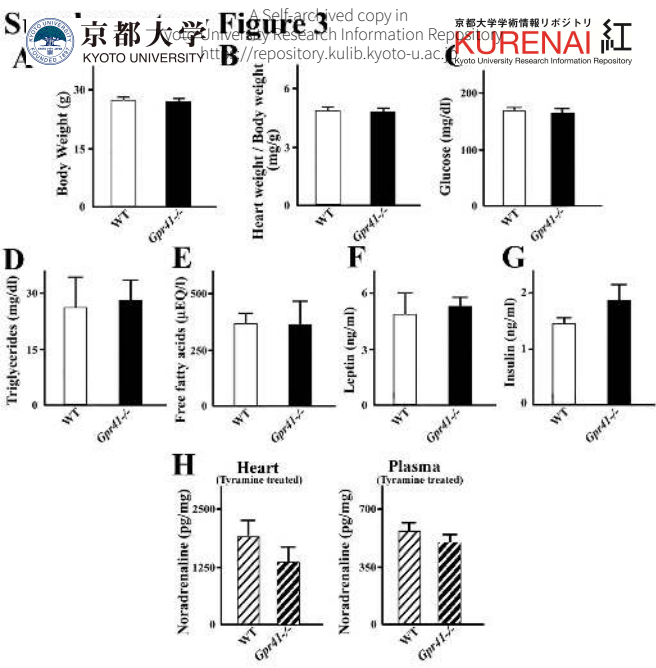 Figure 3
A Self-archived copy in
Kyoto University Research Information Repository
https://repository.kulib.kyoto-u.ac.jp
京都大学
KYOTO UNIVERSITY
京都大学学術情報リポジトリ
KURENAI 紅
Kyoto University Research Information Repository
A
Body Weight (g)
30
15
0
WT
Gpr41-/-
B
Heart weight / Body weight
(mg/g)
6
3
0
WT
Gpr41-/-
C
Glucose (mg/dl)
200
100
0
WT
Gpr41-/-
D
Triglycerides (mg/dl)
30
15
0
WT
Gpr41-/-
E
Free fatty acids (μEQ/l)
500
250
0
WT
Gpr41-/-
F
Leptin (ng/ml)
6
3
0
WT
Gpr41-/-
G
Insulin (ng/ml)
2
1
0
WT
Gpr41-/-
H
Heart
(Tyramine treated)
Noradrenaline (pg/mg)
2500
1250
0
WT
Gpr41-/-
Plasma
(Tyramine treated)
Noradrenaline (pg/mg)
700
350
0
WT
Gpr41-/-